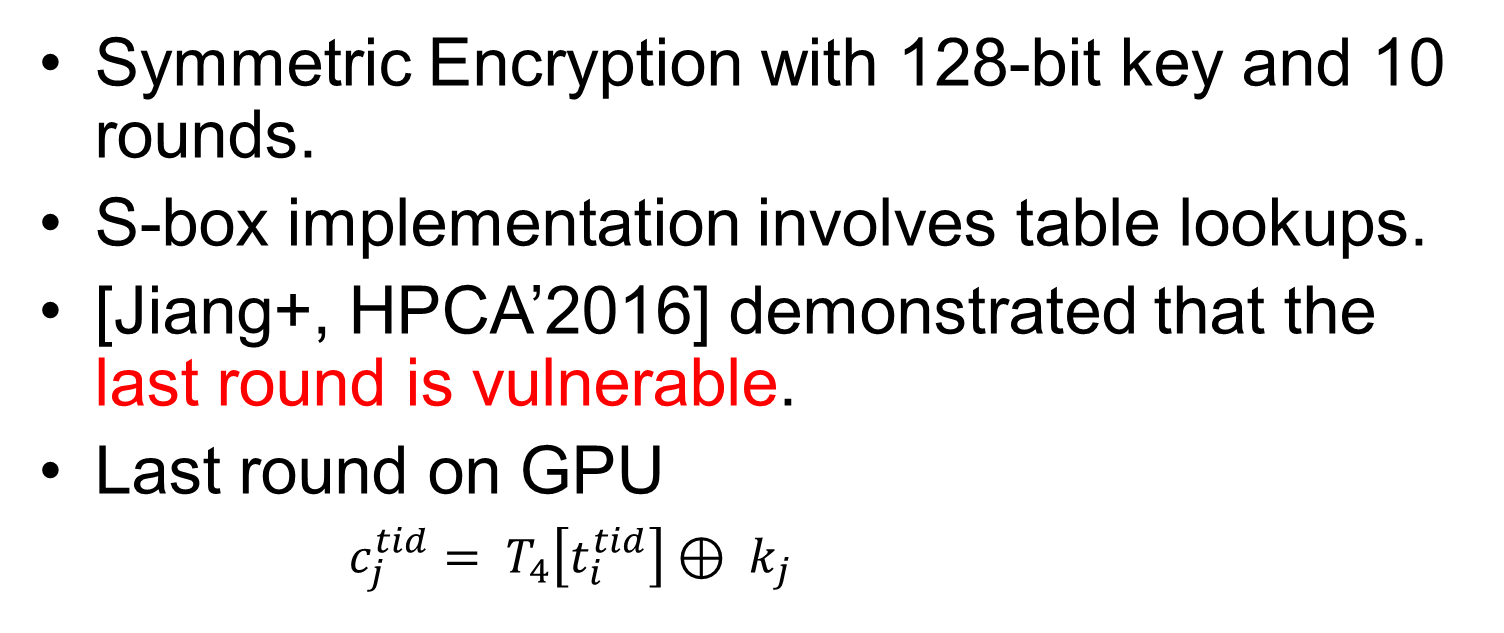 • Symmetric Encryption with 128-bit key and 10
rounds.
• S-box implementation involves table lookups.
• [Jiang+, HPCA’2016] demonstrated that the
last round is vulnerable.
• Last round on GPU
$c_j^{tid} = T_4[t_i^{tid}] \oplus k_j$